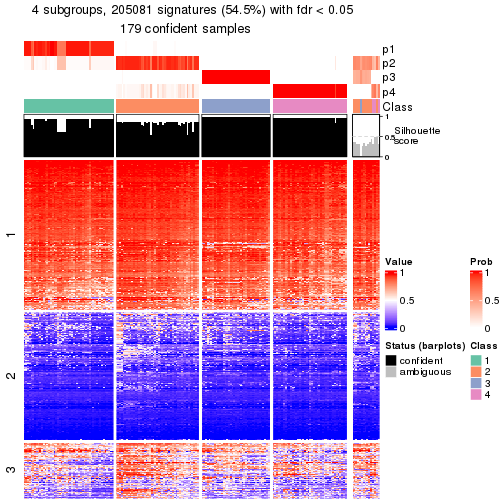 4 subgroups, 205081 signatures (54.5%) with fdr < 0.05
179 confident samples
p1
p2
p3
p4
Class
1
0.5
0
Silhouette
score
1
2
3
Value
1
0.5
0
Prob
1
0.5
0
Status (barplots)
confident
ambiguous
Class
1
2
3
4